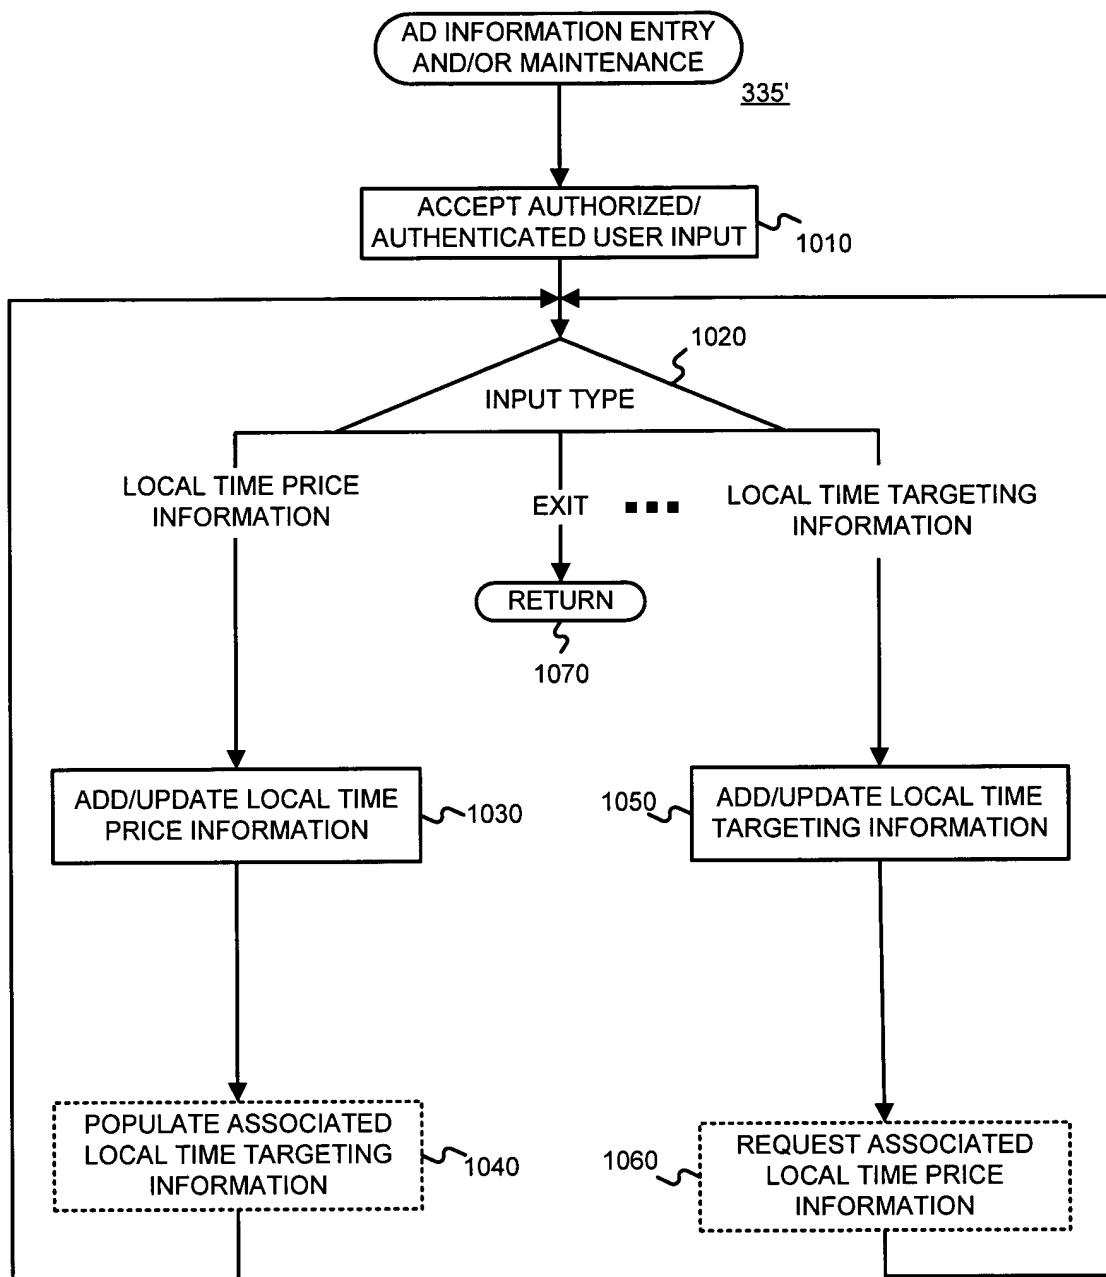 AD INFORMATION ENTRY
AND/OR MAINTENANCE
335'
ACCEPT AUTHORIZED/
AUTHENTICATED USER INPUT
1010
1020
INPUT TYPE
LOCAL TIME PRICE
INFORMATION
EXIT
LOCAL TIME TARGETING
INFORMATION
RETURN
1070
ADD/UPDATE LOCAL TIME
PRICE INFORMATION
1030
1050
ADD/UPDATE LOCAL TIME
TARGETING INFORMATION
POPULATE ASSOCIATED
LOCAL TIME TARGETING
INFORMATION
1040
1060
REQUEST ASSOCIATED
LOCAL TIME PRICE
INFORMATION